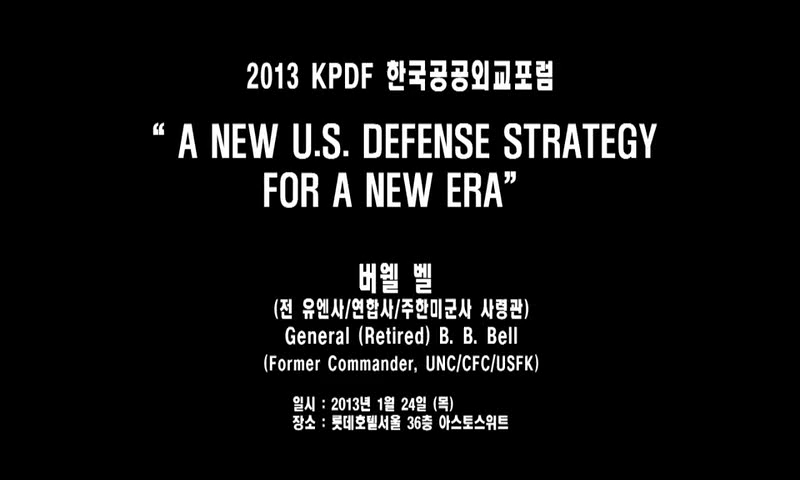 2013 KPDF 한국공공외교포럼
“ A NEW U.S. DEFENSE STRATEGY
FOR A NEW ERA”
버웰 벨
(전 유엔사/연합사/주한미군사 사령관)
General (Retired) B. B. Bell
(Former Commander, UNC/CFC/USFK)
일시 : 2013년 1월 24일 (목)
장소 : 롯데호텔서울 36층 아스토스위트